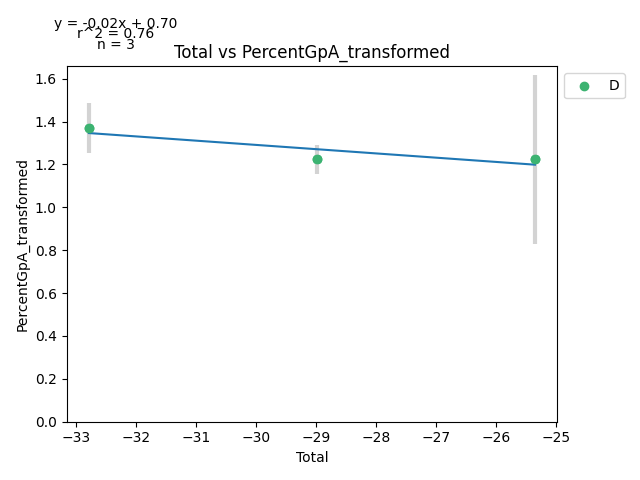 y = -0.02x + 0.70
r^2 = 0.76
n = 3
Total vs PercentGpA_transformed
D
PercentGpA_transformed
1.6
1.4
1.2
1.0
0.8
0.6
0.4
0.2
0.0
−33 −32 −31 −30 −29 −28 −27 −26 −25
Total